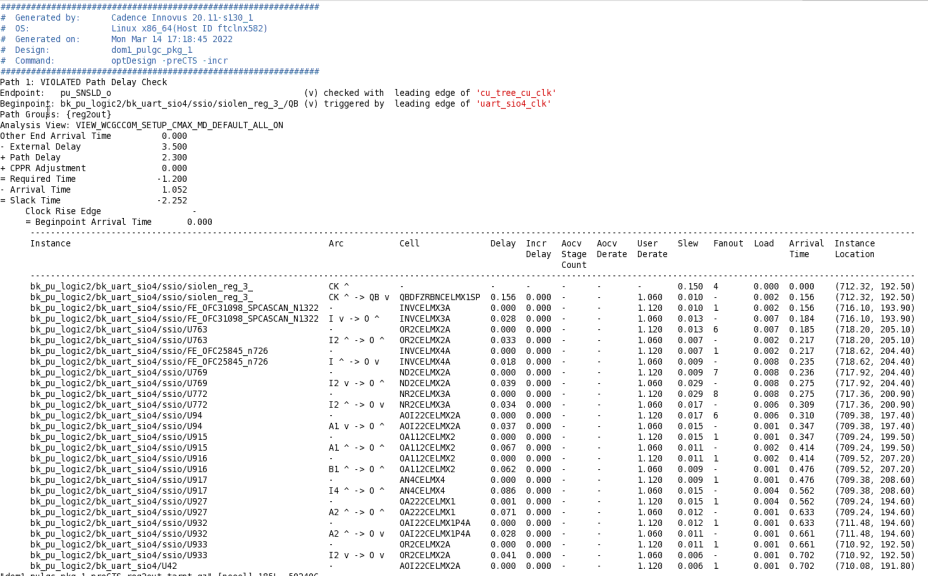 ##############################################################
#  Generated by:      Cadence Innovus 20.11-s130_1
#  OS:                Linux x86_64(Host ID ftclnx582)
#  Generated on:      Mon Mar 14 17:18:45 2022
#  Design:            dom1_pulgc_pkg_1
#  Command:           optDesign -preCTS -incr
##############################################################
Path 1: VIOLATED Path Delay Check
Endpoint:   pu_SNSLD_o (v) checked with  leading edge of 'cu_tree_cu_clk'
Beginpoint: bk_pu_logic2/bk_uart_sio4/ssio/siolen_reg_3_/QB (v) triggered by  leading edge of 'uart_sio4_clk'
Path Groups: {reg2out}
Analysis View: VIEW_WCGCCOM_SETUP_CMAX_MD_DEFAULT_ALL_ON
Other End Arrival Time 0.000
- External Delay 3.500
+ Path Delay 2.300
+ CPPR Adjustment 0.000
= Required Time -1.200
- Arrival Time 1.052
= Slack Time -2.252
Clock Rise Edge -
= Beginpoint Arrival Time 0.000
Instance Arc Cell Delay Incr Aocv Aocv User Slew Fanout Load Arrival Instance
Delay Stage Derate Derate Time Location
Count
bk_pu_logic2/bk_uart_sio4/ssio/siolen_reg_3_ CK ^ - - - - - - 0.150 4 0.000 0.000 (712.32, 192.50)
bk_pu_logic2/bk_uart_sio4/ssio/siolen_reg_3_ CK ^ -> QB v QBDFZRBNCELMX1SP 0.156 0.000 - - 1.060 0.010 - 0.002 0.156 (712.32, 192.50)
bk_pu_logic2/bk_uart_sio4/ssio/FE_OFC31098_SPCASCAN_N1322 - INVCELMX3A 0.000 0.000 - - 1.120 0.010 1 0.002 0.156 (716.10, 193.90)
bk_pu_logic2/bk_uart_sio4/ssio/FE_OFC31098_SPCASCAN_N1322 I v -> O ^ INVCELMX3A 0.028 0.000 - - 1.060 0.013 - 0.007 0.184 (716.10, 193.90)
bk_pu_logic2/bk_uart_sio4/ssio/U763 - OR2CELMX2A 0.000 0.000 - - 1.120 0.013 6 0.007 0.185 (718.20, 205.10)
bk_pu_logic2/bk_uart_sio4/ssio/U763 I2 ^ -> O ^ OR2CELMX2A 0.033 0.000 - - 1.060 0.007 - 0.002 0.217 (718.20, 205.10)
bk_pu_logic2/bk_uart_sio4/ssio/FE_OFC25845_n726 - INVCELMX4A 0.000 0.000 - - 1.120 0.007 1 0.002 0.217 (718.62, 204.40)
bk_pu_logic2/bk_uart_sio4/ssio/FE_OFC25845_n726 I ^ -> O v INVCELMX4A 0.018 0.000 - - 1.060 0.009 - 0.008 0.235 (718.62, 204.40)
bk_pu_logic2/bk_uart_sio4/ssio/U769 - ND2CELMX2A 0.000 0.000 - - 1.120 0.009 7 0.008 0.236 (717.92, 204.40)
bk_pu_logic2/bk_uart_sio4/ssio/U769 I2 v -> O ^ ND2CELMX2A 0.039 0.000 - - 1.060 0.029 - 0.008 0.275 (717.92, 204.40)
bk_pu_logic2/bk_uart_sio4/ssio/U772 - NR2CELMX3A 0.000 0.000 - - 1.120 0.029 8 0.008 0.275 (717.36, 200.90)
bk_pu_logic2/bk_uart_sio4/ssio/U772 I2 ^ -> O v NR2CELMX3A 0.034 0.000 - - 1.060 0.017 - 0.006 0.309 (717.36, 200.90)
bk_pu_logic2/bk_uart_sio4/ssio/U94 - AOI22CELMX2A 0.000 0.000 - - 1.120 0.017 6 0.006 0.310 (709.38, 197.40)
bk_pu_logic2/bk_uart_sio4/ssio/U94 A1 v -> O ^ AOI22CELMX2A 0.037 0.000 - - 1.060 0.015 - 0.001 0.347 (709.38, 197.40)
bk_pu_logic2/bk_uart_sio4/ssio/U915 - OA112CELMX2 0.000 0.000 - - 1.120 0.015 1 0.001 0.347 (709.24, 199.50)
bk_pu_logic2/bk_uart_sio4/ssio/U915 A1 ^ -> O ^ OA112CELMX2 0.067 0.000 - - 1.060 0.011 - 0.002 0.414 (709.24, 199.50)
bk_pu_logic2/bk_uart_sio4/ssio/U916 - OA112CELMX2 0.000 0.000 - - 1.120 0.011 1 0.002 0.414 (709.52, 207.20)
bk_pu_logic2/bk_uart_sio4/ssio/U916 B1 ^ -> O ^ OA112CELMX2 0.062 0.000 - - 1.060 0.009 - 0.001 0.476 (709.52, 207.20)
bk_pu_logic2/bk_uart_sio4/ssio/U917 - AN4CELMX4 0.000 0.000 - - 1.120 0.009 1 0.001 0.476 (709.38, 208.60)
bk_pu_logic2/bk_uart_sio4/ssio/U917 I4 ^ -> O ^ AN4CELMX4 0.086 0.000 - - 1.060 0.015 - 0.004 0.562 (709.38, 208.60)
bk_pu_logic2/bk_uart_sio4/ssio/U927 - OA222CELMX1 0.001 0.000 - - 1.120 0.015 1 0.004 0.562 (709.24, 194.60)
bk_pu_logic2/bk_uart_sio4/ssio/U927 A2 ^ -> O ^ OA222CELMX1 0.071 0.000 - - 1.060 0.012 - 0.001 0.633 (709.24, 194.60)
bk_pu_logic2/bk_uart_sio4/ssio/U932 - OAI22CELMX1P4A 0.000 0.000 - - 1.120 0.012 1 0.001 0.633 (711.48, 194.60)
bk_pu_logic2/bk_uart_sio4/ssio/U932 A2 ^ -> O v OAI22CELMX1P4A 0.028 0.000 - - 1.060 0.011 - 0.001 0.661 (711.48, 194.60)
bk_pu_logic2/bk_uart_sio4/ssio/U933 - OR2CELMX2A 0.000 0.000 - - 1.120 0.011 1 0.001 0.661 (710.92, 192.50)
bk_pu_logic2/bk_uart_sio4/ssio/U933 I2 v -> O v OR2CELMX2A 0.041 0.000 - - 1.060 0.006 - 0.001 0.702 (710.92, 192.50)
bk_pu_logic2/bk_uart_sio4/U42 - AOI22CELMX2A 0.000 0.000 - - 1.120 0.006 1 0.001 0.702 (710.08, 191.80)